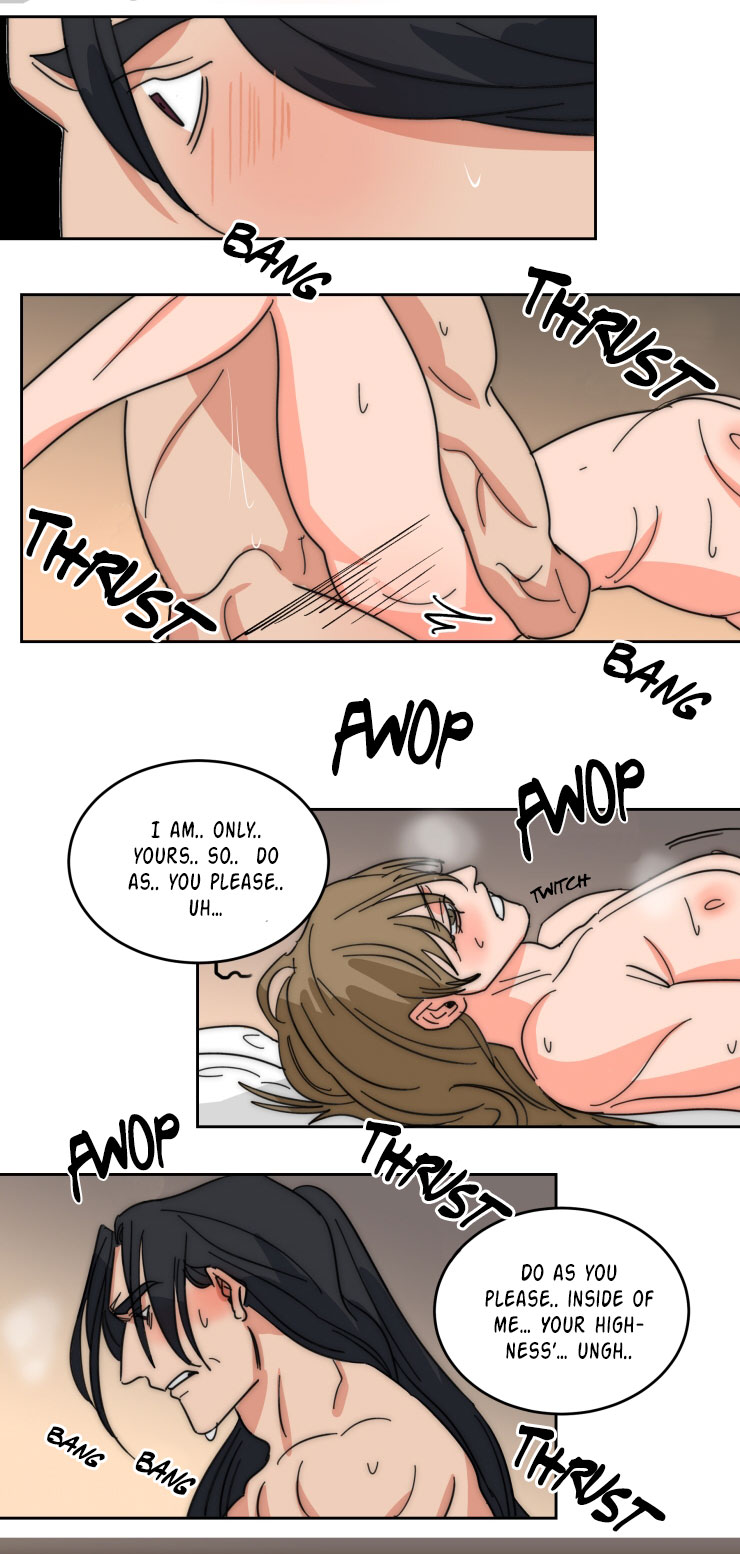 BANG
THRUST
THRUST
BANG
FWOP
FWOP
I AM.. ONLY..
YOURS.. SO.. DO
AS.. YOU PLEASE..
UH...
TWITCH
FWOP
THRUST
DO AS YOU
PLEASE.. INSIDE OF
ME... YOUR HIGH-
NESS'... UNGH..
BANG
BANG
THRUST